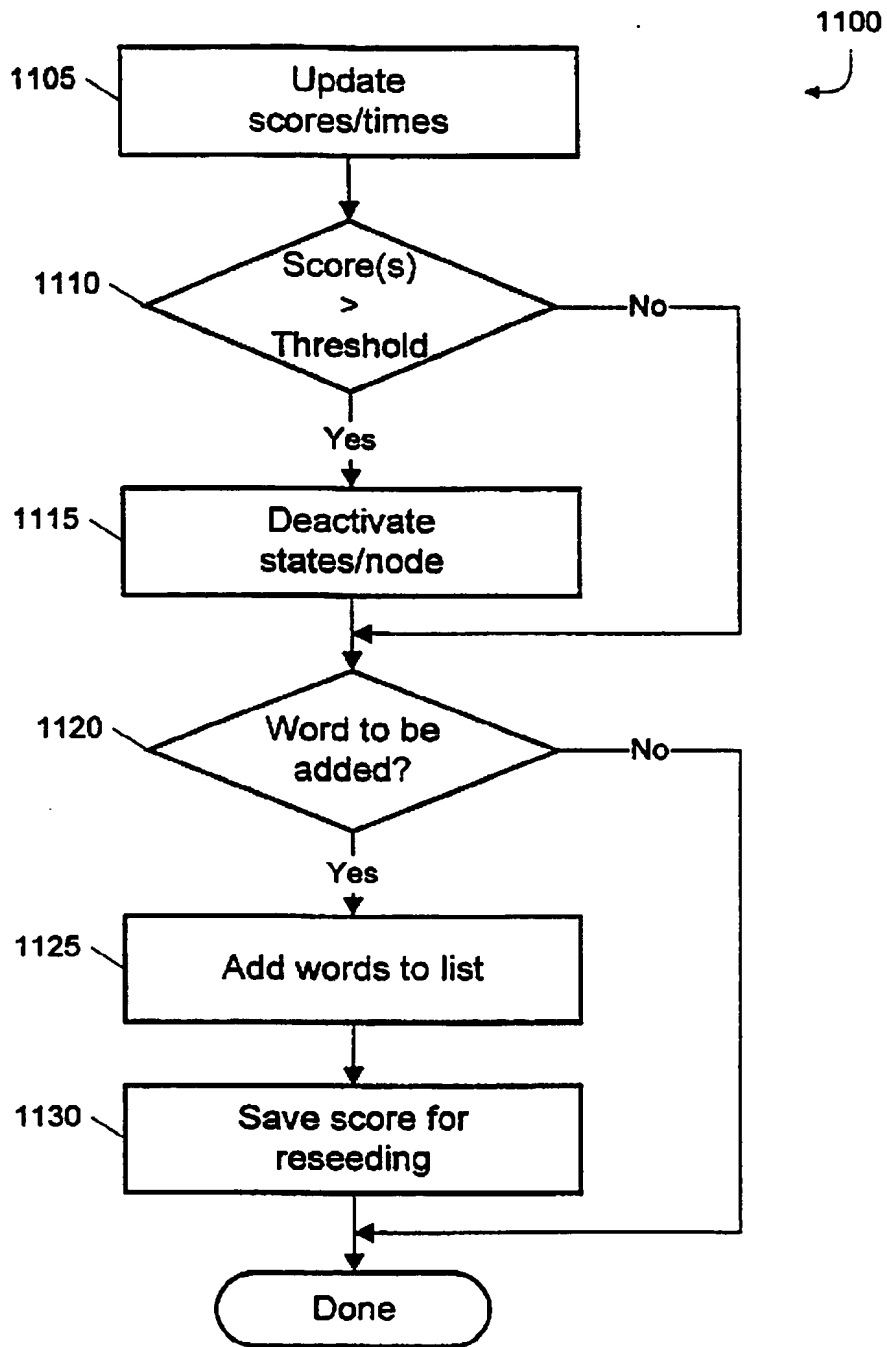 1100
1105
Update
scores/times
1110
Score(s)
>
Threshold
No
Yes
1115
Deactivate
states/node
1120
Word to be
added?
No
Yes
1125
Add words to list
1130
Save score for
reseeding
Done